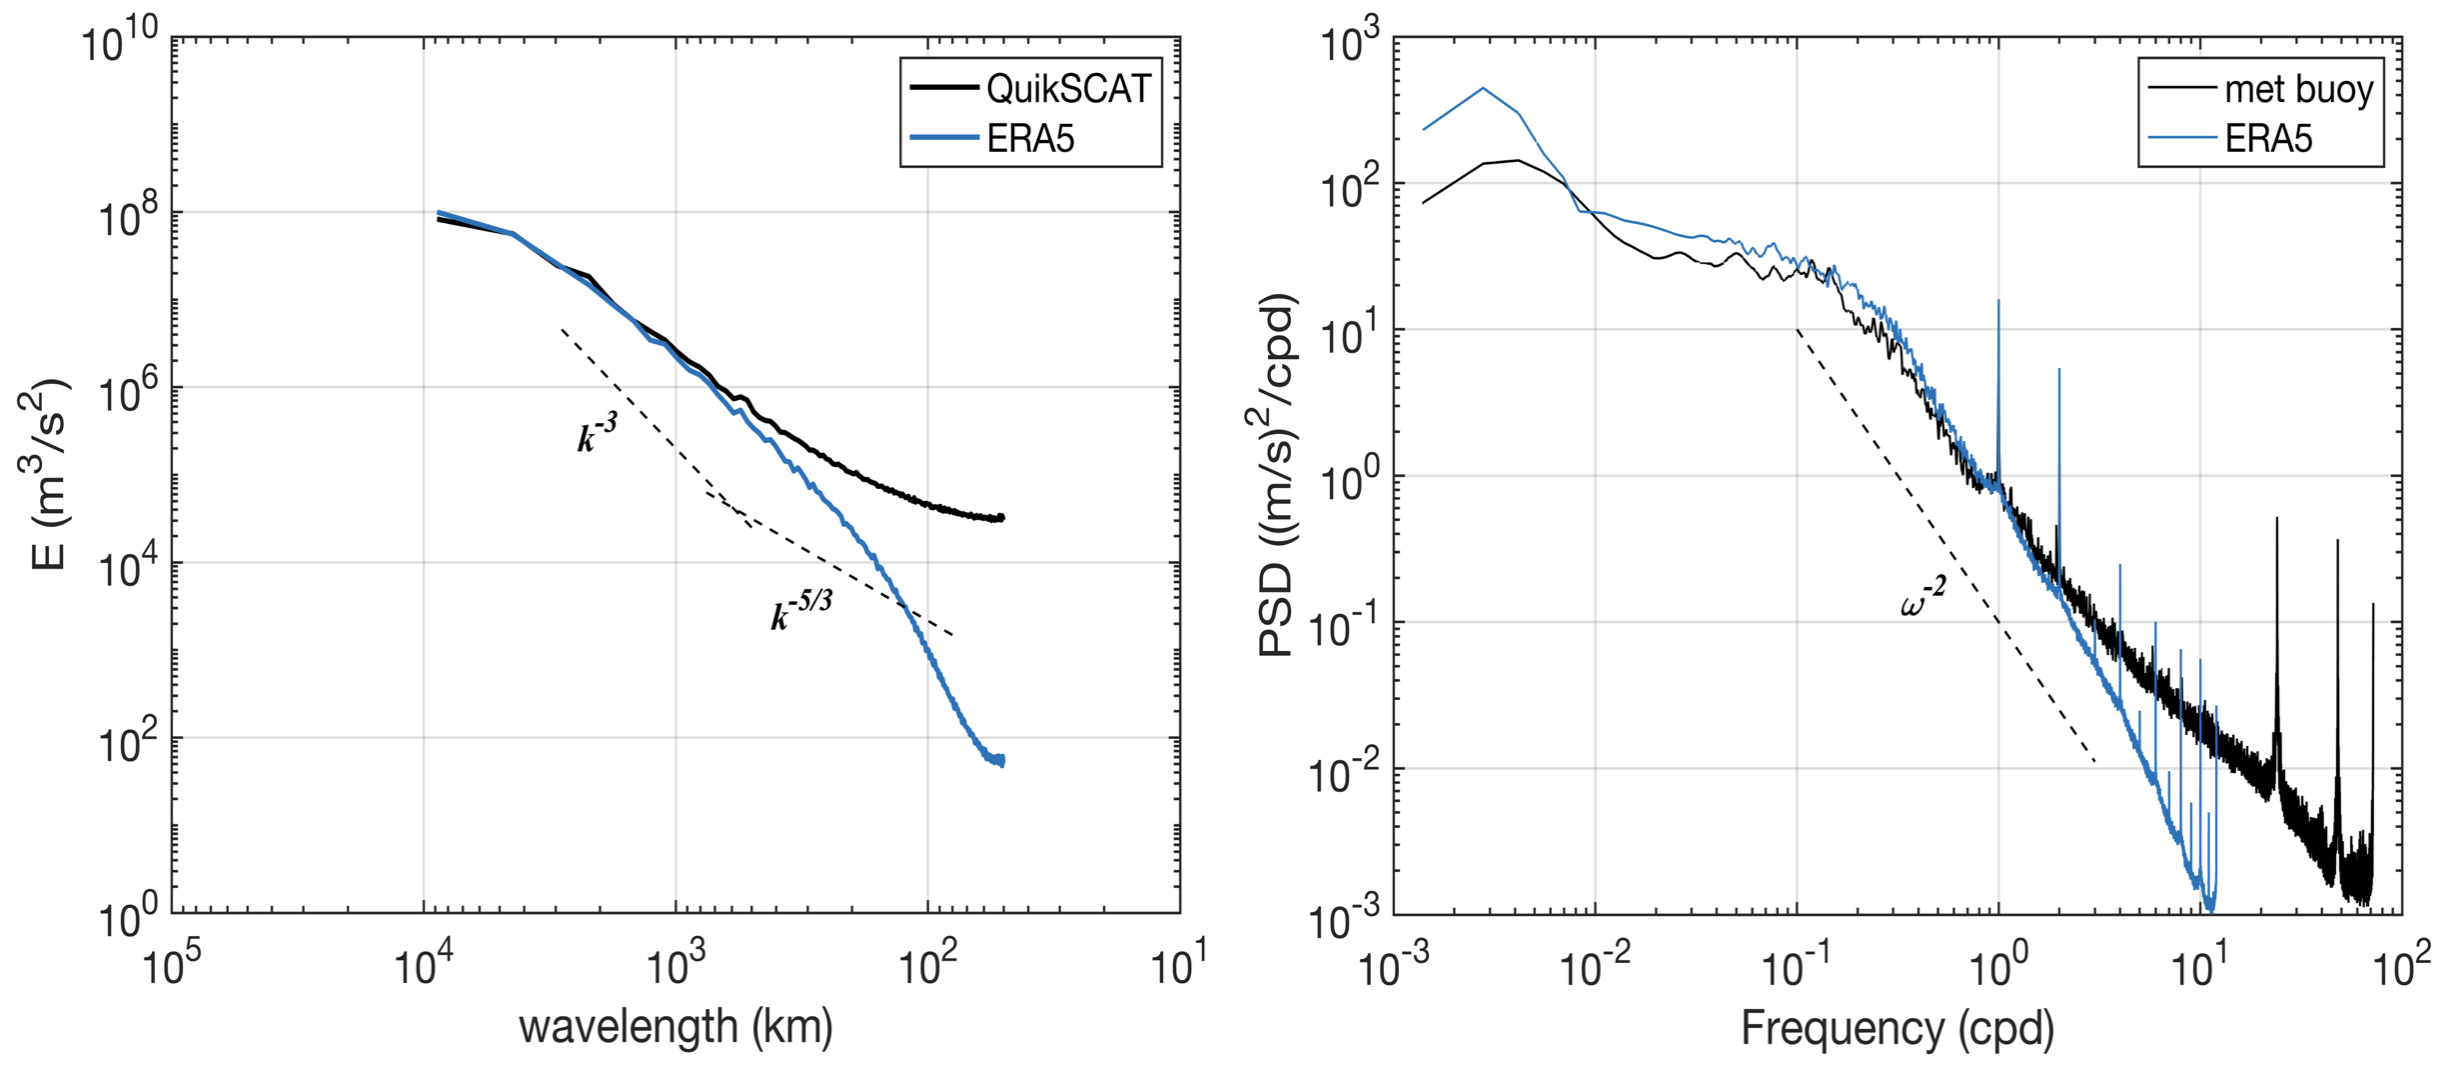 10^10
10^8
10^6
10^4
10^2
10^0
E (m^3/s^2)
10^5 10^4 10^3 10^2 10^1
wavelength (km)
QuikSCAT
ERA5
k^-3
k^-5/3
10^3
10^2
10^1
10^0
10^-1
10^-2
10^-3
PSD ((m/s)^2/cpd)
10^-3 10^-2 10^-1 10^0 10^1 10^2
Frequency (cpd)
met buoy
ERA5
ω^-2